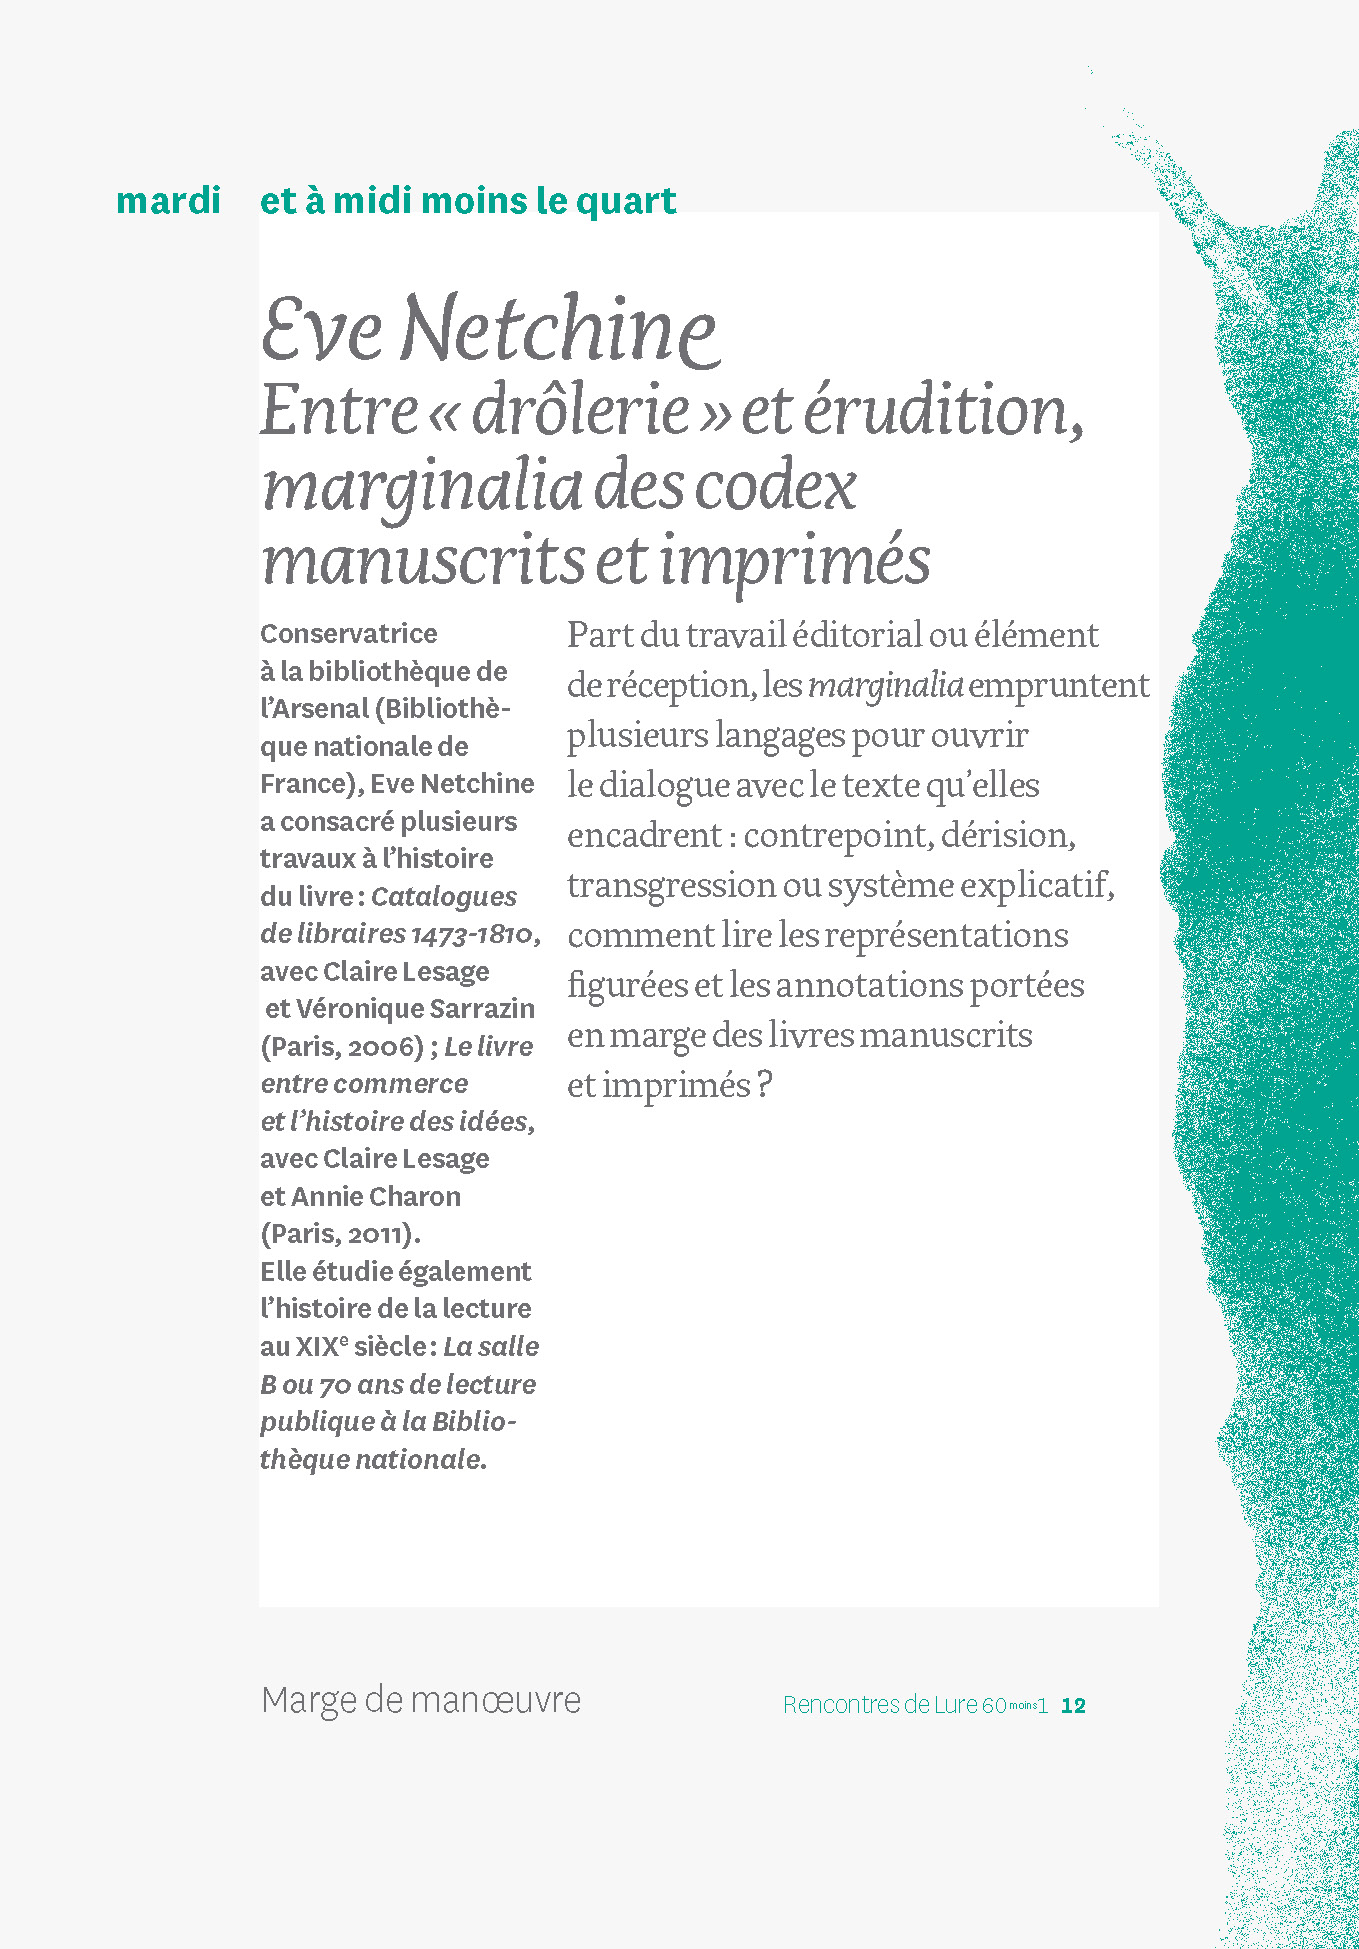 mardi et à midi moins le quart
Eve Netchine
Entre « drôlerie » et érudition,
marginalia des codex
manuscrits et imprimés
Conservatrice
à la bibliothèque de
l’Arsenal (Bibliothè-
que nationale de
France), Eve Netchine
a consacré plusieurs
travaux à l’histoire
du livre : Catalogues
de libraires 1473-1810,
avec Claire Lesage
et Véronique Sarrazin
(Paris, 2006) ; Le livre
entre commerce
et l’histoire des idées,
avec Claire Lesage
et Annie Charon
(Paris, 2011).
Elle étudie également
l’histoire de la lecture
au XIXe siècle : La salle
B ou 70 ans de lecture
publique à la Biblio-
thèque nationale.
Part du travail éditorial ou élément
de réception, les marginalia empruntent
plusieurs langages pour ouvrir
le dialogue avec le texte qu’elles
encadrent : contrepoint, dérision,
transgression ou système explicatif,
comment lire les représentations
figurées et les annotations portées
en marge des livres manuscrits
et imprimés ?
Marge de manœuvre
Rencontres de Lure 60 moins 1 12